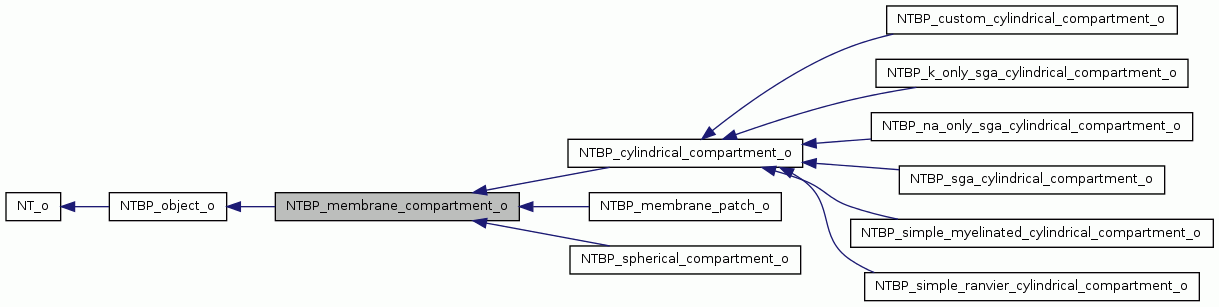 NTBP_custom_cylindrical_compartment_o
NTBP_k_only_sga_cylindrical_compartment_o
NTBP_na_only_sga_cylindrical_compartment_o
NTBP_cylindrical_compartment_o
NTBP_sga_cylindrical_compartment_o
NT_o
NTBP_object_o
NTBP_membrane_compartment_o
NTBP_membrane_patch_o
NTBP_simple_myelinated_cylindrical_compartment_o
NTBP_spherical_compartment_o
NTBP_simple_ranvier_cylindrical_compartment_o